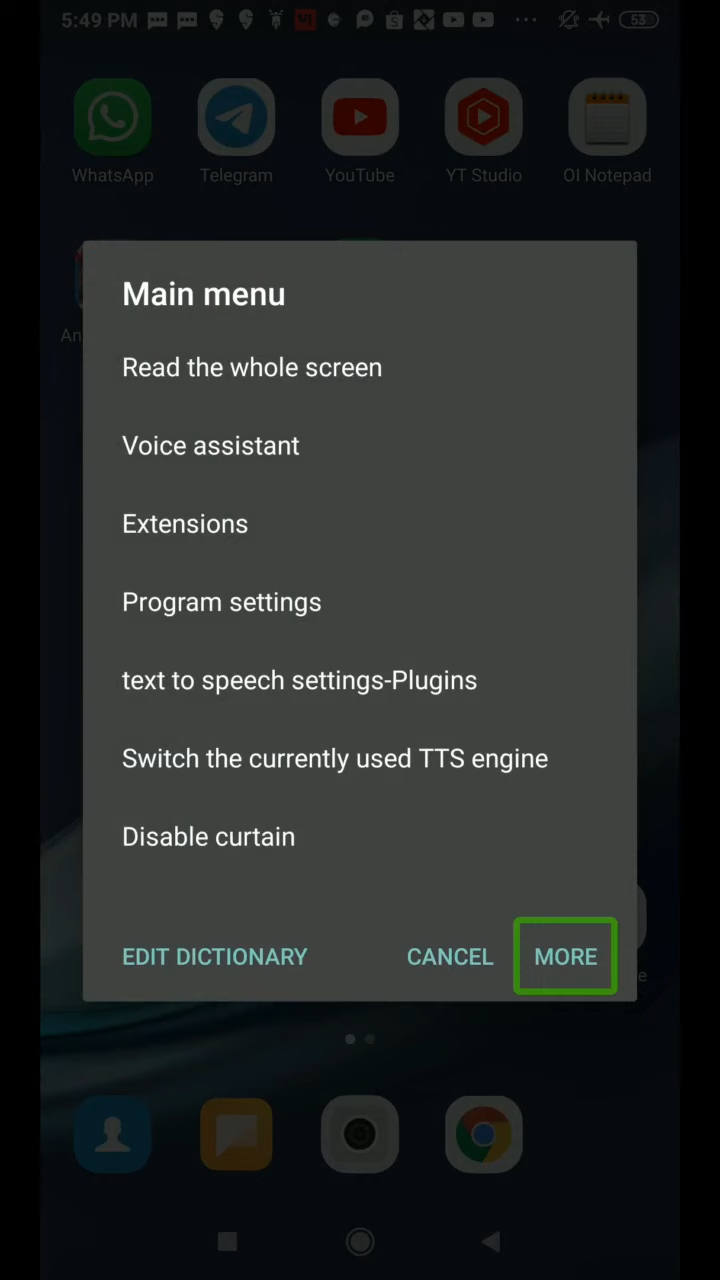 5:49 PM
53
WhatsApp
Telegram
YouTube
YT Studio
OI Notepad
An
Main menu
Read the whole screen
Voice assistant
Extensions
Program settings
text to speech settings-Plugins
Switch the currently used TTS engine
Disable curtain
EDIT DICTIONARY
CANCEL
MORE
e